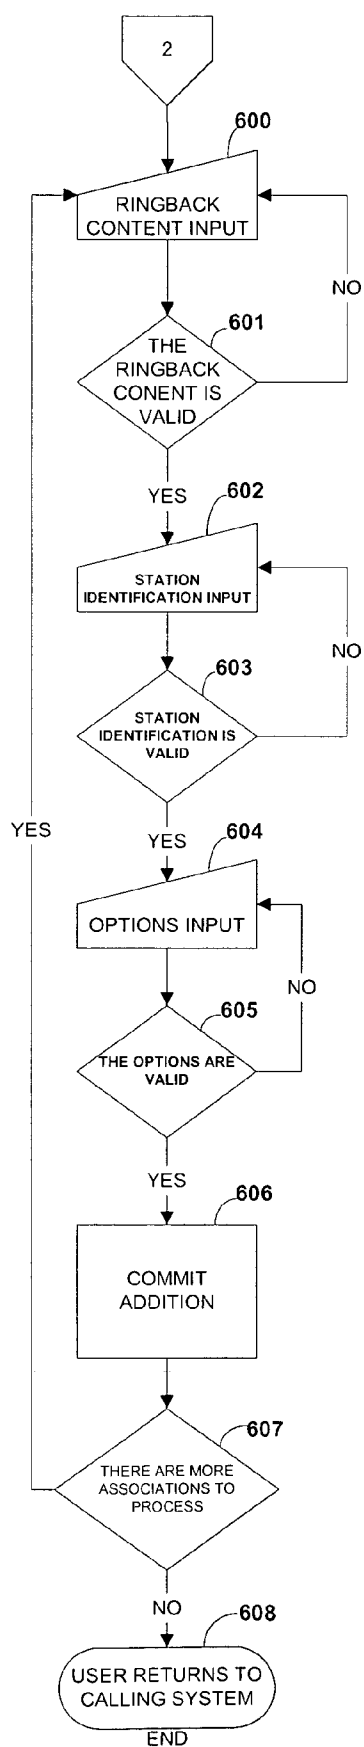 2
600
RINGBACK
CONTENT INPUT
NO
601
THE
RINGBACK
CONENT IS
VALID
YES
602
STATION
IDENTIFICATION INPUT
NO
603
STATION
IDENTIFICATION IS
VALID
YES
YES
604
OPTIONS INPUT
NO
605
THE OPTIONS ARE
VALID
YES
606
COMMIT
ADDITION
607
THERE ARE MORE
ASSOCIATIONS TO
PROCESS
NO
608
USER RETURNS TO
CALLING SYSTEM
END